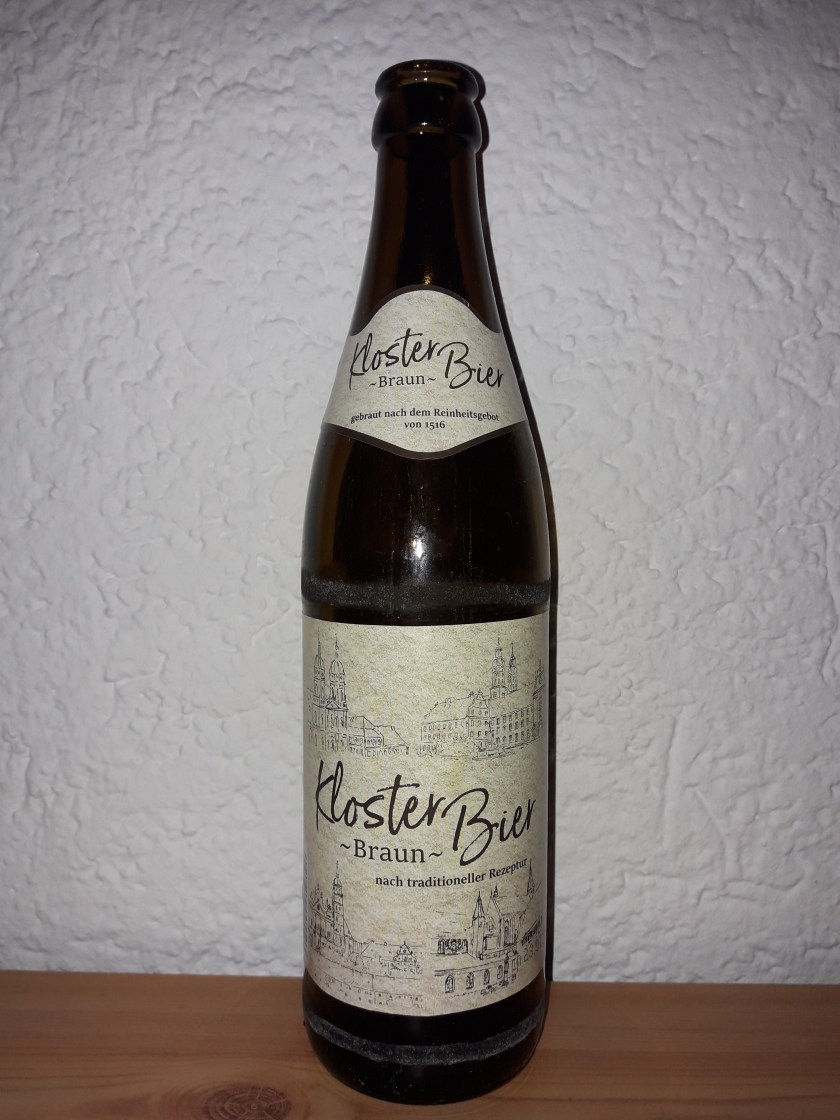 Kloster Bier
~Braun~
gebraut nach dem Reinheitsgebot
von 1516
Kloster Bier
~Braun~
nach traditioneller Rezeptur